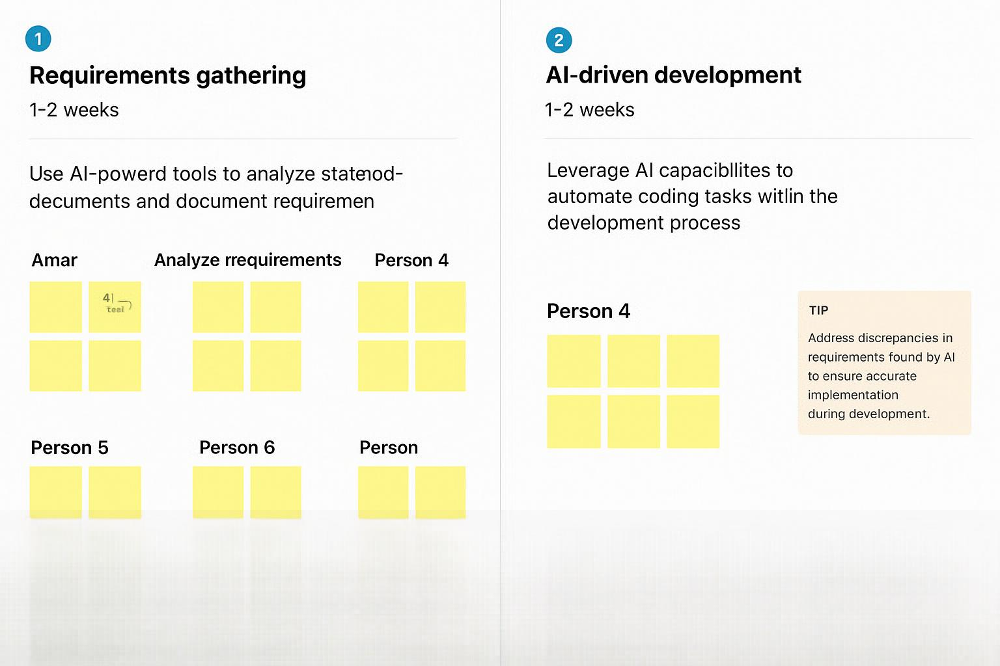 1
Requirements gathering
1-2 weeks
Use AI-powerd tools to analyze statenod-
decuments and document requiremen
Amar
Analyze rrequirements
Person 4
4|
teal
Person 5
Person 6
Person
2
AI-driven development
1-2 weeks
Leverage AI capacibllites to
automate coding tasks witlin the
development process
Person 4
TIP
Address discrepancies in
requirements found by AI
to ensure accurate
implementation
during development.